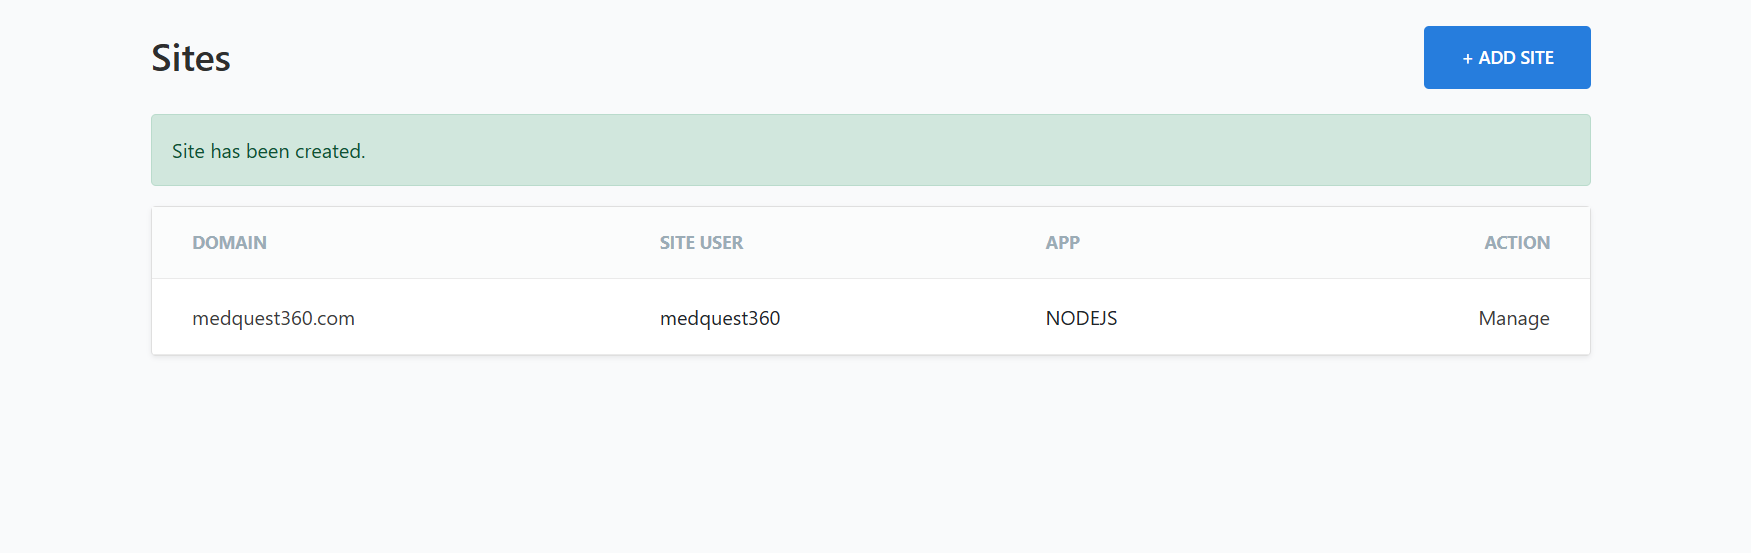 Sites
+ ADD SITE
Site has been created.
DOMAIN SITE USER APP ACTION
medquest360.com medquest360 NODEJS Manage